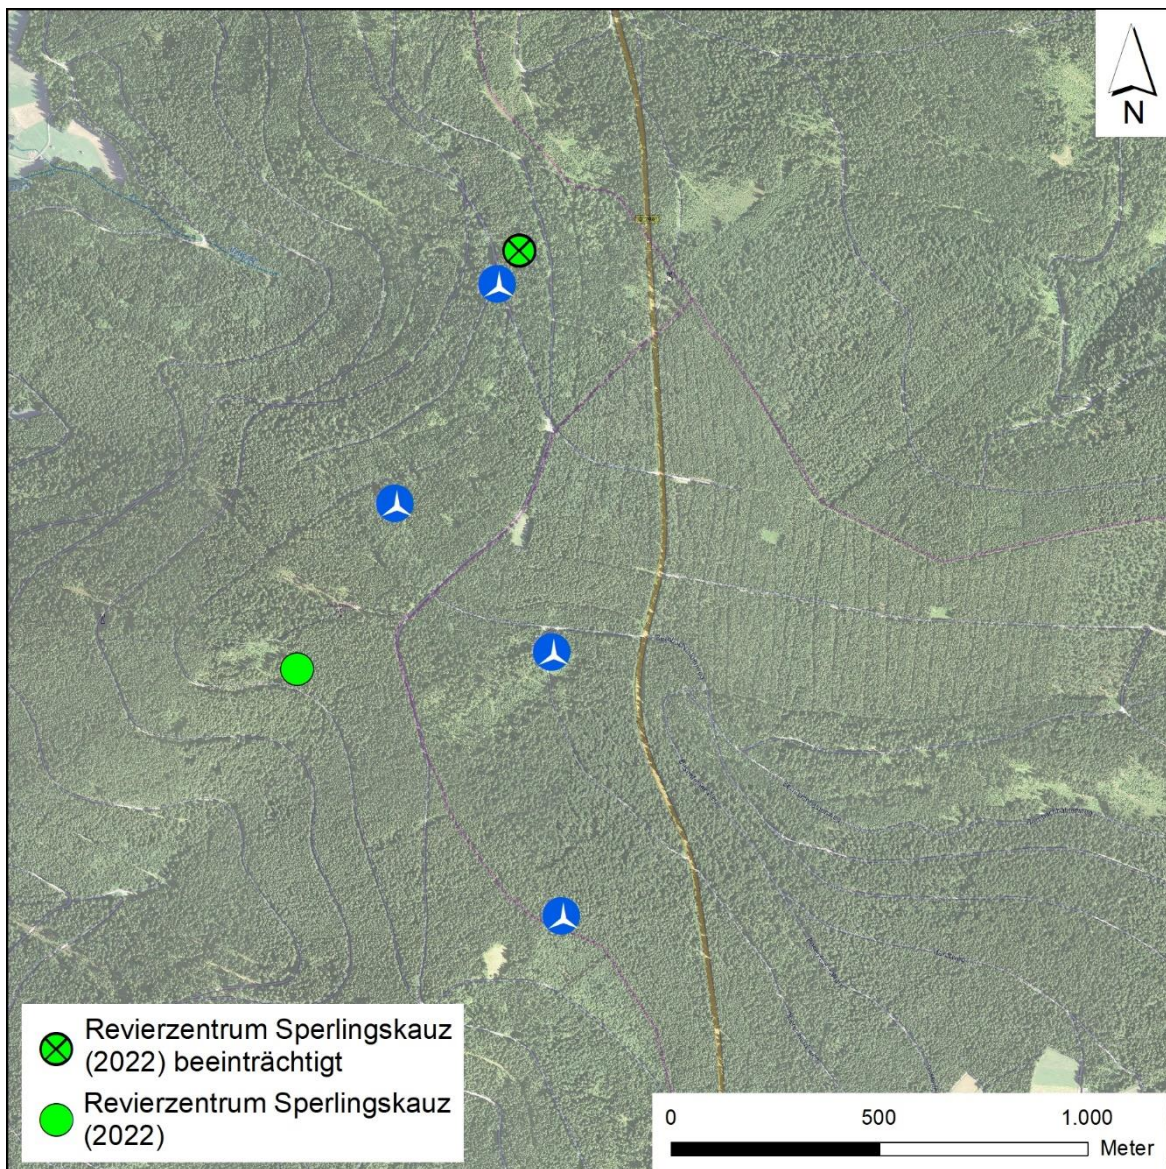 N
Revierzentrum Sperlingskauz
(2022) beeinträchtigt
Revierzentrum Sperlingskauz
(2022)
0
500
1.000
Meter